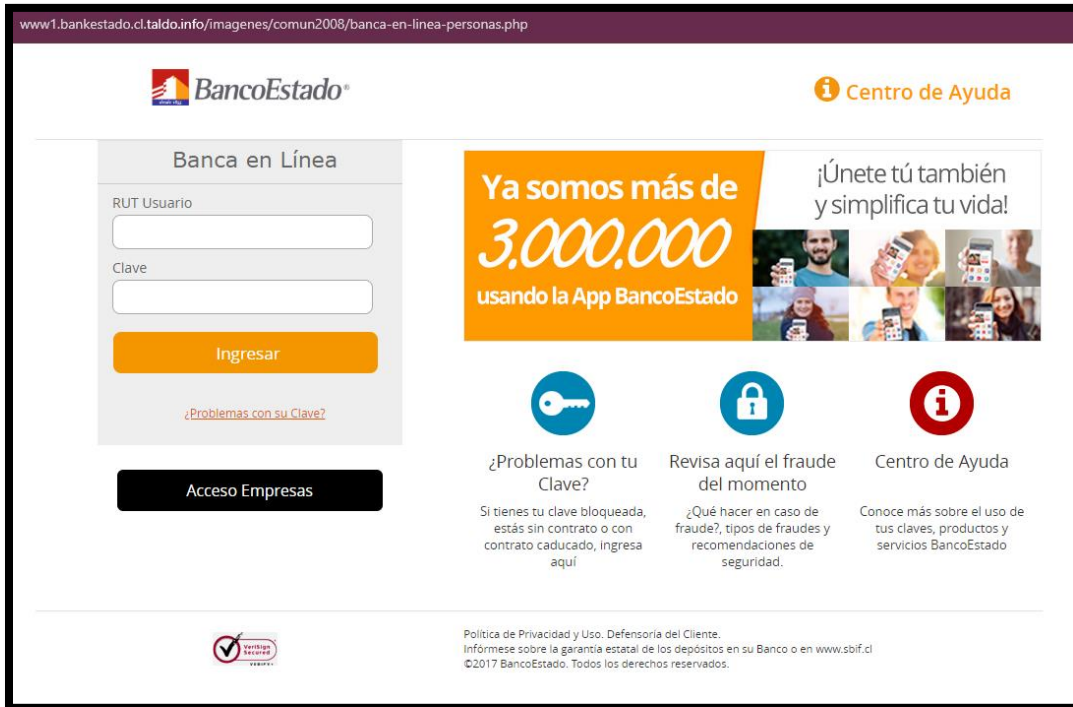 www1.bankestado.cl.taldo.info/imagenes/comun2008/banca-en-linea-personas.php
BancoEstado®
Centro de Ayuda
Banca en Línea
RUT Usuario
Clave
Ingresar
¿Problemas con su Clave?
Acceso Empresas
Ya somos más de
3.000.000
usando la App BancoEstado
¡Únete tú también
y simplifica tu vida!
¿Problemas con tu
Clave?
Si tienes tu clave bloqueada,
estás sin contrato o con
contrato caducado, ingresa
aquí
Revisa aquí el fraude
del momento
¿Qué hacer en caso de
fraude?, tipos de fraudes y
recomendaciones de
seguridad.
Centro de Ayuda
Conoce más sobre el uso de
tus claves, productos y
servicios BancoEstado
VeriSign
Secured
Política de Privacidad y Uso. Defensoría del Cliente.
Infórmese sobre la garantía estatal de los depósitos en su Banco o en www.sbif.cl
©2017 BancoEstado. Todos los derechos reservados.